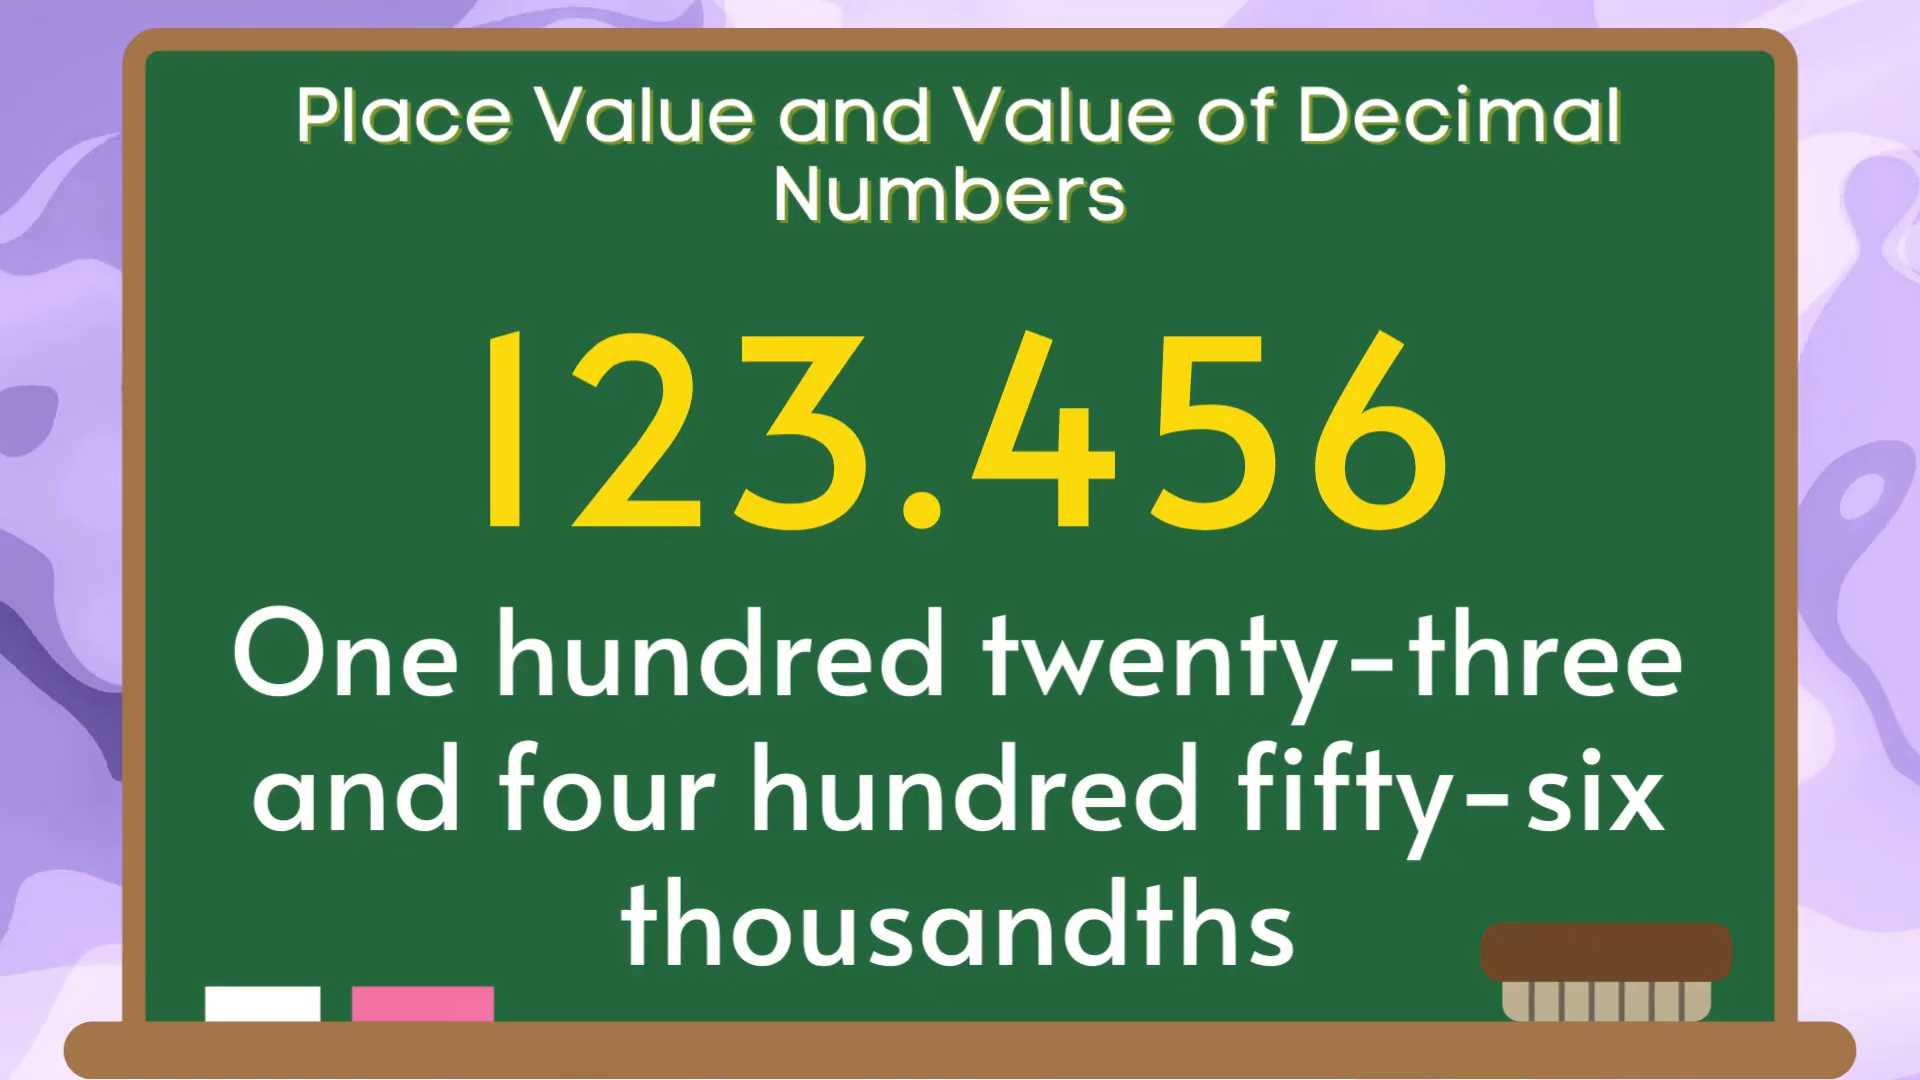 Place Value and Value of Decimal
Numbers
123.456
One hundred twenty-three
and four hundred fifty-six
thousandths